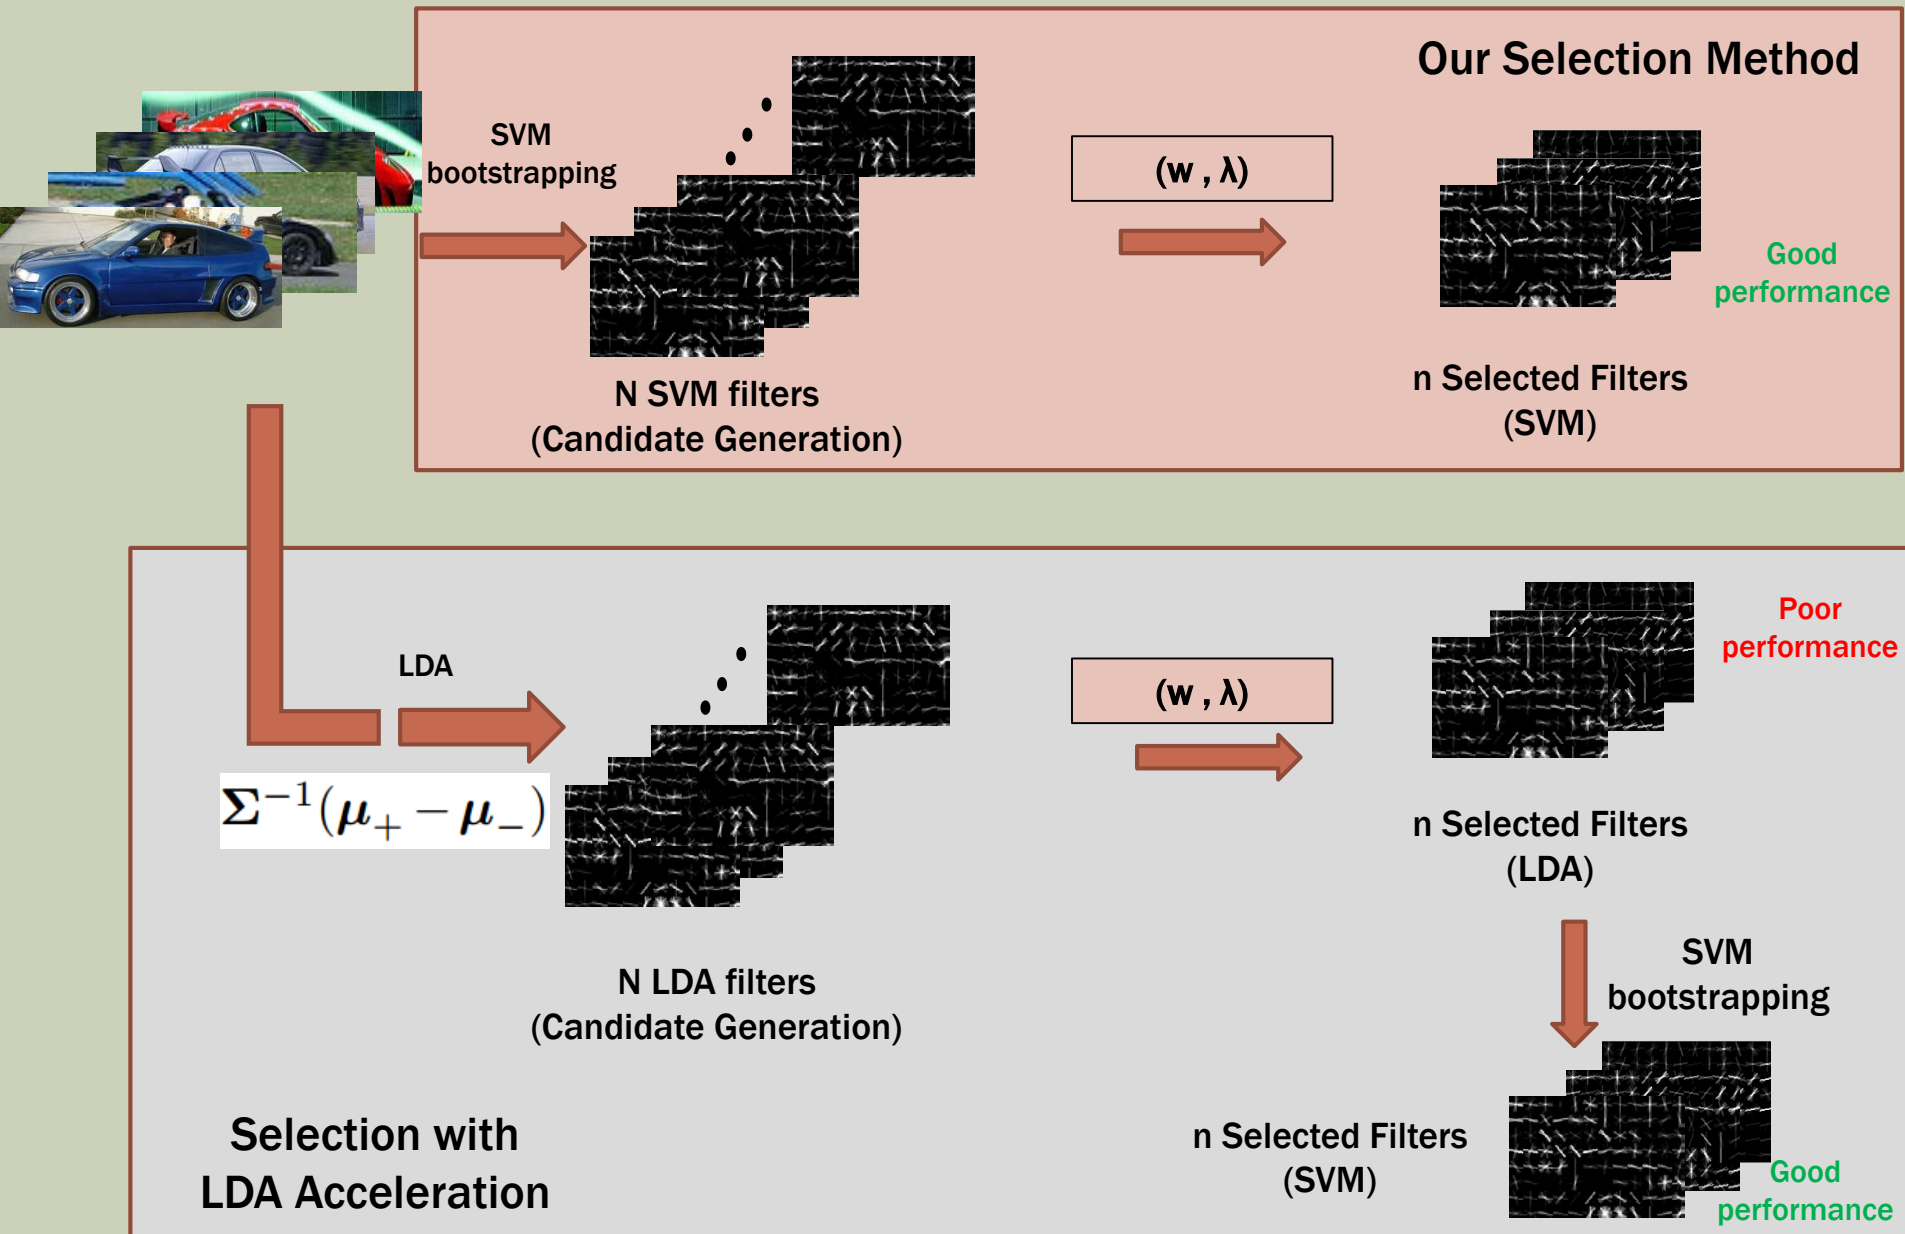 Our Selection Method
SVM
bootstrapping
(w , λ)
Good
performance
N SVM filters
(Candidate Generation)
n Selected Filters
(SVM)
LDA
Σ⁻¹(μ₊ − μ₋)
(w , λ)
Poor
performance
n Selected Filters
(LDA)
SVM
bootstrapping
N LDA filters
(Candidate Generation)
Selection with
LDA Acceleration
n Selected Filters
(SVM)
Good
performance